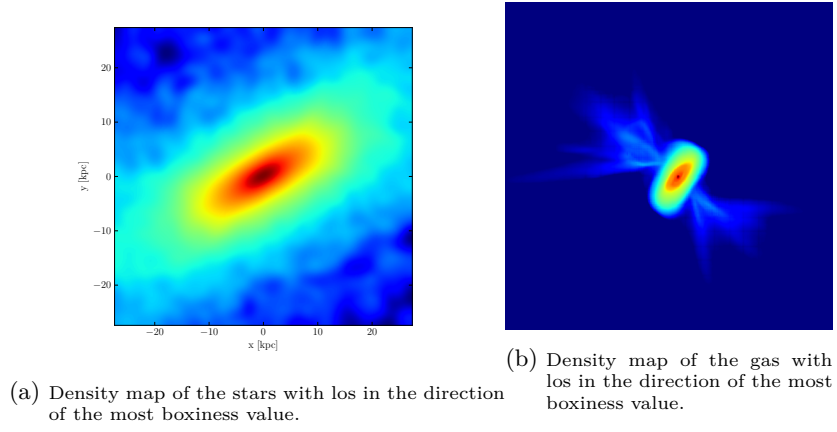 20
10
0
−10
−20
y [kpc]
−20 −10 0 10 20
x [kpc]
(a) Density map of the stars with los in the direction
of the most boxiness value.
(b) Density map of the gas with
los in the direction of the most
boxiness value.